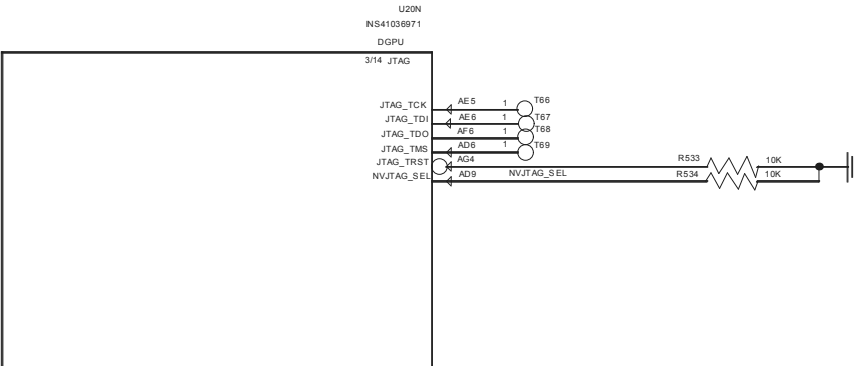 U20N
INS41036971
DGPU
3/14 JTAG
JTAG_TCK AE5 1 T66
JTAG_TDI AE6 1 T67
JTAG_TDO AF6 1 T68
JTAG_TMS AD6 1 T69
JTAG_TRST AG4 R533 10K
NVJTAG_SEL AD9 NVJTAG_SEL R534 10K